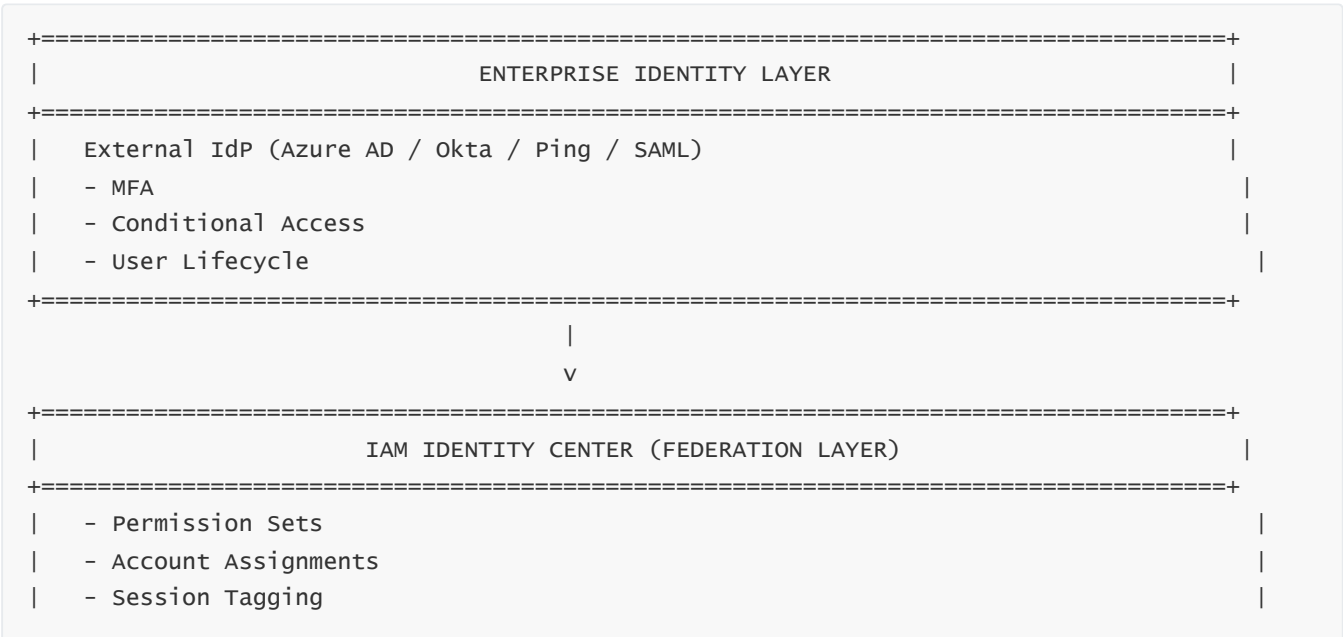 +====================================================================================+
| ENTERPRISE IDENTITY LAYER |
+====================================================================================+
| External IdP (Azure AD / Okta / Ping / SAML) |
| - MFA |
| - Conditional Access |
| - User Lifecycle |
+====================================================================================+
|
v
+====================================================================================+
| IAM IDENTITY CENTER (FEDERATION LAYER) |
+====================================================================================+
| - Permission Sets |
| - Account Assignments |
| - Session Tagging |